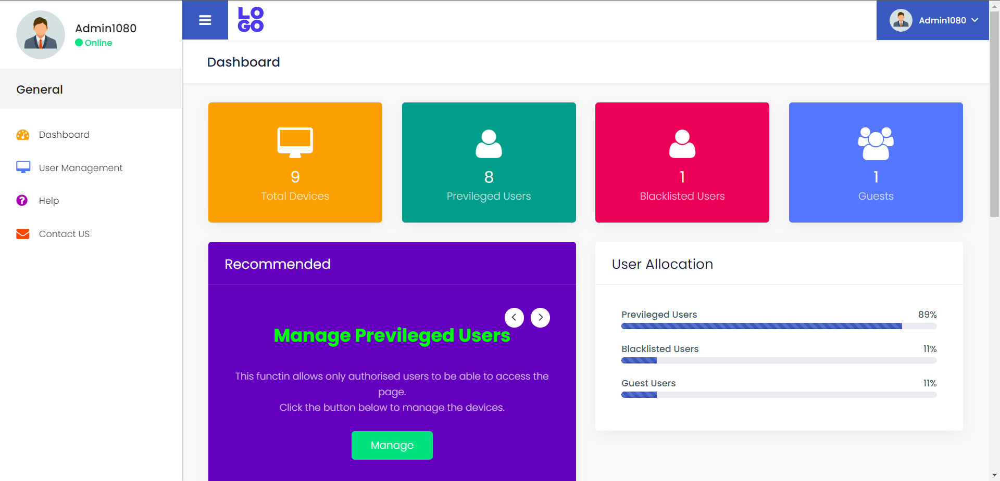 Admin1080
Online
General
Dashboard
User Management
Help
Contact US
LO
GO
Admin1080
Dashboard
9
Total Devices
8
Previleged Users
1
Blacklisted Users
1
Guests
Recommended
Manage Previleged Users
This functin allows only authorised users to be able to access the
page.
Click the button below to manage the devices.
Manage
User Allocation
Previleged Users 89%
Blacklisted Users 11%
Guest Users 11%